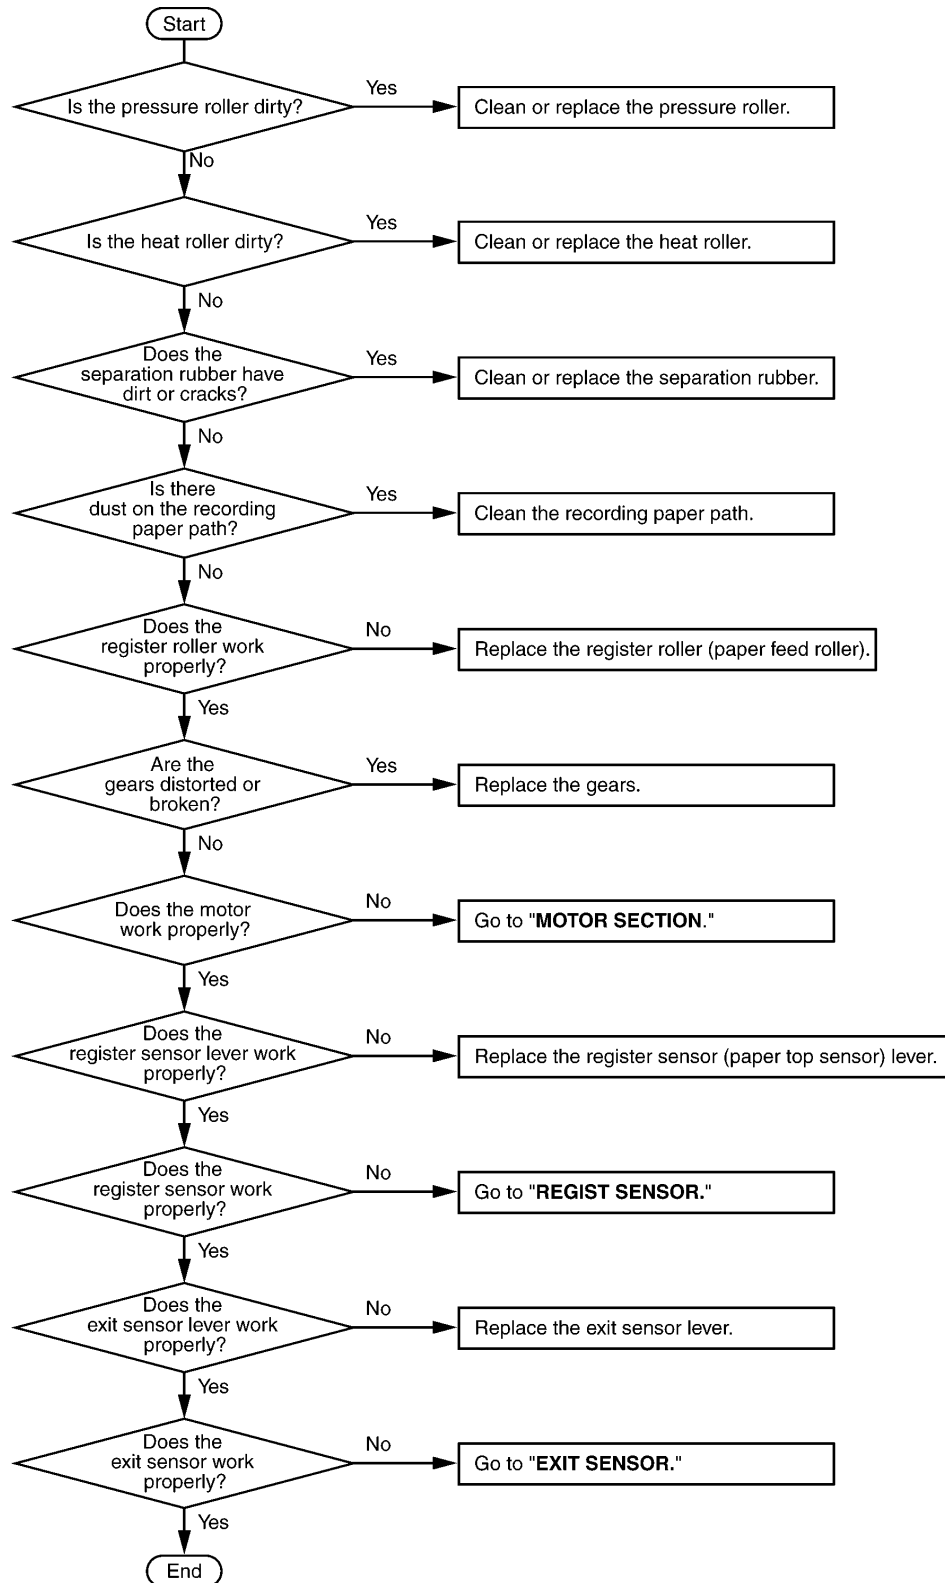 Start
Is the pressure roller dirty?
Yes
Clean or replace the pressure roller.
No
Is the heat roller dirty?
Yes
Clean or replace the heat roller.
No
Does the
separation rubber have
dirt or cracks?
Yes
Clean or replace the separation rubber.
No
Is there
dust on the recording
paper path?
Yes
Clean the recording paper path.
No
Does the
register roller work
properly?
No
Replace the register roller (paper feed roller).
Yes
Are the
gears distorted or
broken?
Yes
Replace the gears.
No
Does the motor
work properly?
No
Go to "MOTOR SECTION."
Yes
Does the
register sensor lever work
properly?
No
Replace the register sensor (paper top sensor) lever.
Yes
Does the
register sensor work
properly?
No
Go to "REGIST SENSOR."
Yes
Does the
exit sensor lever work
properly?
No
Replace the exit sensor lever.
Yes
Does the
exit sensor work
properly?
No
Go to "EXIT SENSOR."
Yes
End